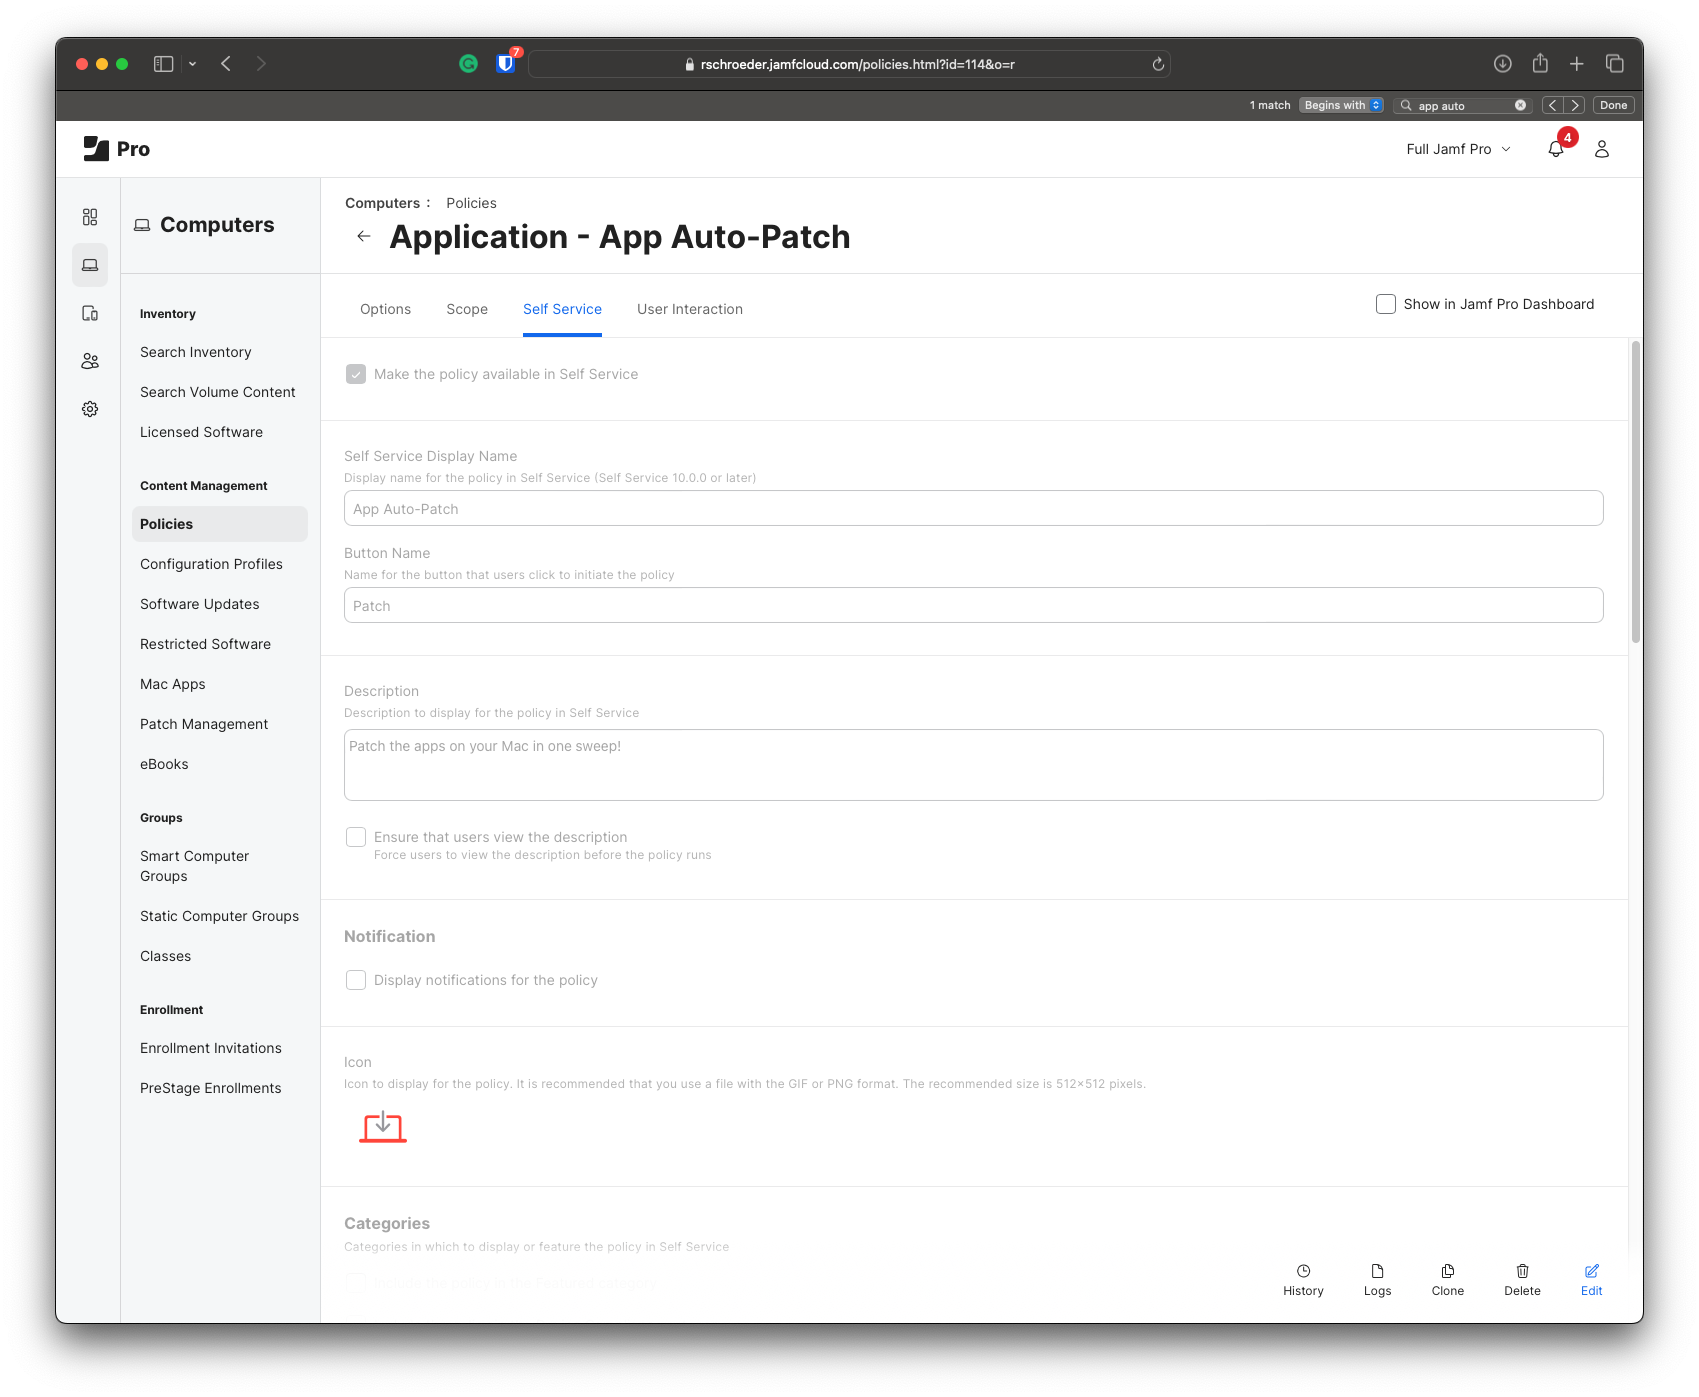 7
rschroeder.jamfcloud.com/policies.html?id=114&o=r
1 match
Begins with
app auto
Done
Pro
Full Jamf Pro
4
Computers
Inventory
Search Inventory
Search Volume Content
Licensed Software
Content Management
Policies
Configuration Profiles
Software Updates
Restricted Software
Mac Apps
Patch Management
eBooks
Groups
Smart Computer
Groups
Static Computer Groups
Classes
Enrollment
Enrollment Invitations
PreStage Enrollments
Computers : Policies
Application - App Auto-Patch
Options
Scope
Self Service
User Interaction
Show in Jamf Pro Dashboard
Make the policy available in Self Service
Self Service Display Name
Display name for the policy in Self Service (Self Service 10.0.0 or later)
App Auto-Patch
Button Name
Name for the button that users click to initiate the policy
Patch
Description
Description to display for the policy in Self Service
Patch the apps on your Mac in one sweep!
Ensure that users view the description
Force users to view the description before the policy runs
Notification
Display notifications for the policy
Icon
Icon to display for the policy. It is recommended that you use a file with the GIF or PNG format. The recommended size is 512x512 pixels.
Categories
Categories in which to display or feature the policy in Self Service
Include the policy in the Featured category
History
Logs
Clone
Delete
Edit